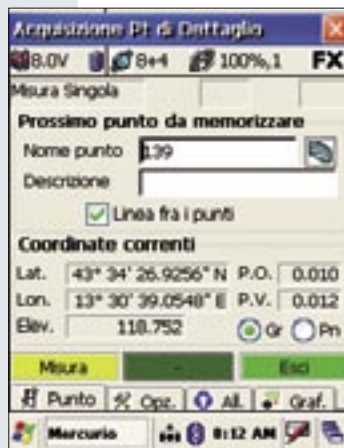 Acquisizione Pt di Dettaglio
8.0V 8+4 100%,1 FX
Misura Singola
Prossimo punto da memorizzare
Nome punto 139
Descrizione
Linea fra i punti
Coordinate correnti
Lat. 43° 34' 26.9256" N P.O. 0.010
Lon. 13° 30' 39.0548" E P.V. 0.012
Elev. 118.752 Gr Pn
Misura - Esci
Punto Opz. All. Graf.
Mercurio 8:12 AM